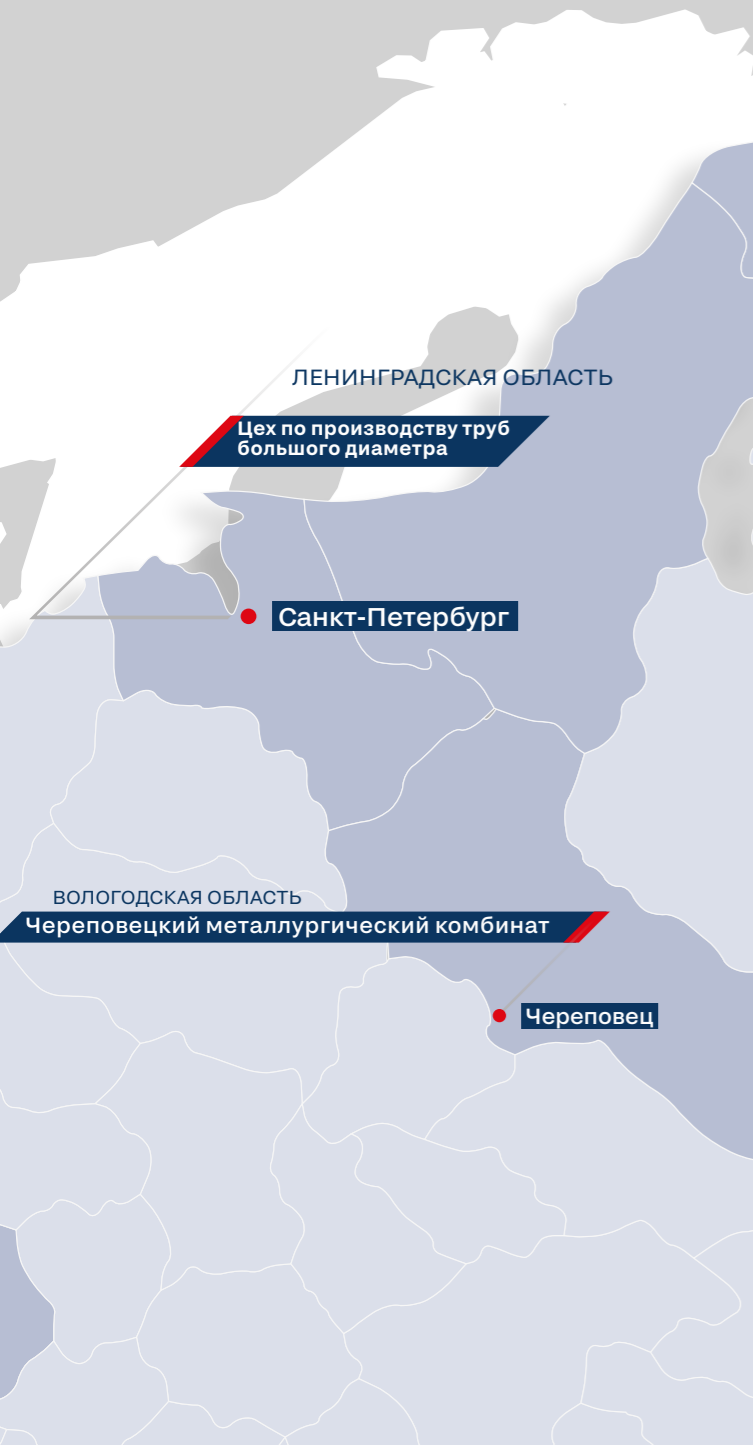 ЛЕНИНГРАДСКАЯ ОБЛАСТЬ
Цех по производству труб
большого диаметра
Санкт-Петербург
ВОЛОГОДСКАЯ ОБЛАСТЬ
Череповецкий металлургический комбинат
Череповец